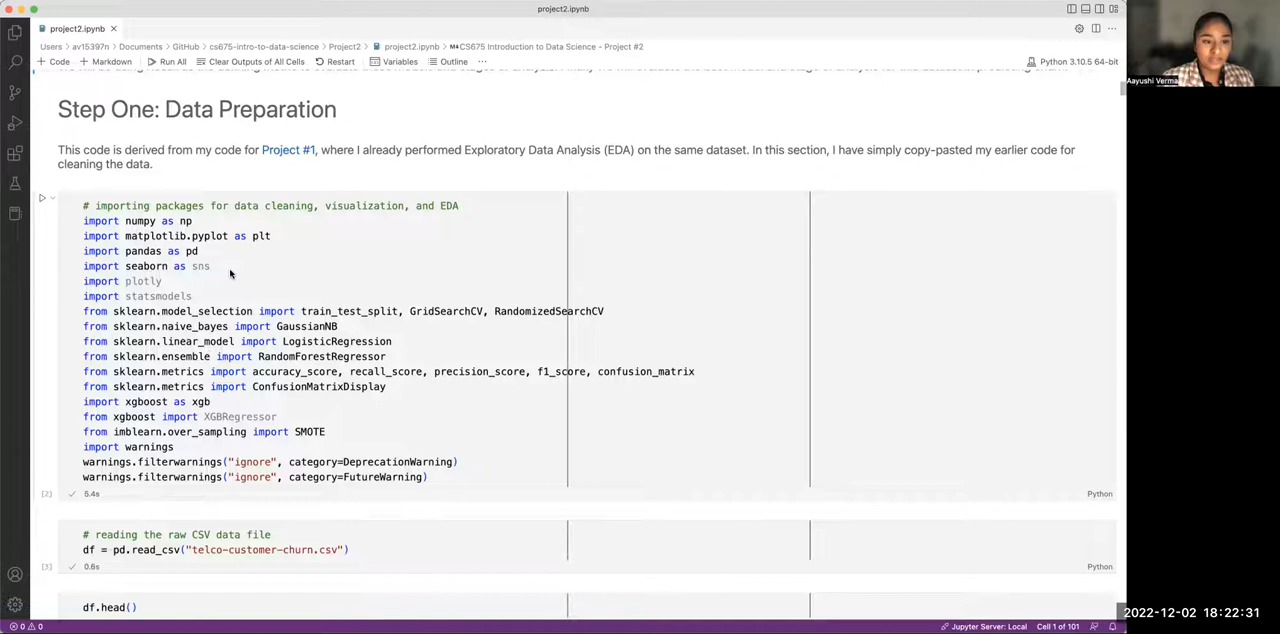 project2.ipynb
project2.ipynb
Users > av15397n > Documents > GitHub > cs675-intro-to-data-science > Project2 > project2.ipynb > M↓CS675 Introduction to Data Science - Project #2
+ Code + Markdown Run All Clear Outputs of All Cells Restart Variables Outline ... Python 3.10.5 64-bit
Step One: Data Preparation
This code is derived from my code for Project #1, where I already performed Exploratory Data Analysis (EDA) on the same dataset. In this section, I have simply copy-pasted my earlier code for
cleaning the data.
# importing packages for data cleaning, visualization, and EDA
import numpy as np
import matplotlib.pyplot as plt
import pandas as pd
import seaborn as sns
import plotly
import statsmodels
from sklearn.model_selection import train_test_split, GridSearchCV, RandomizedSearchCV
from sklearn.naive_bayes import GaussianNB
from sklearn.linear_model import LogisticRegression
from sklearn.ensemble import RandomForestRegressor
from sklearn.metrics import accuracy_score, recall_score, precision_score, f1_score, confusion_matrix
from sklearn.metrics import ConfusionMatrixDisplay
import xgboost as xgb
from xgboost import XGBRegressor
from imblearn.over_sampling import SMOTE
import warnings
warnings.filterwarnings("ignore", category=DeprecationWarning)
warnings.filterwarnings("ignore", category=FutureWarning)
[2] ✓ 5.4s Python
# reading the raw CSV data file
df = pd.read_csv("telco-customer-churn.csv")
[3] ✓ 0.6s Python
df.head()
0 0 Jupyter Server: Local Cell 1 of 101
Aayushi Verma
2022-12-02 18:22:31